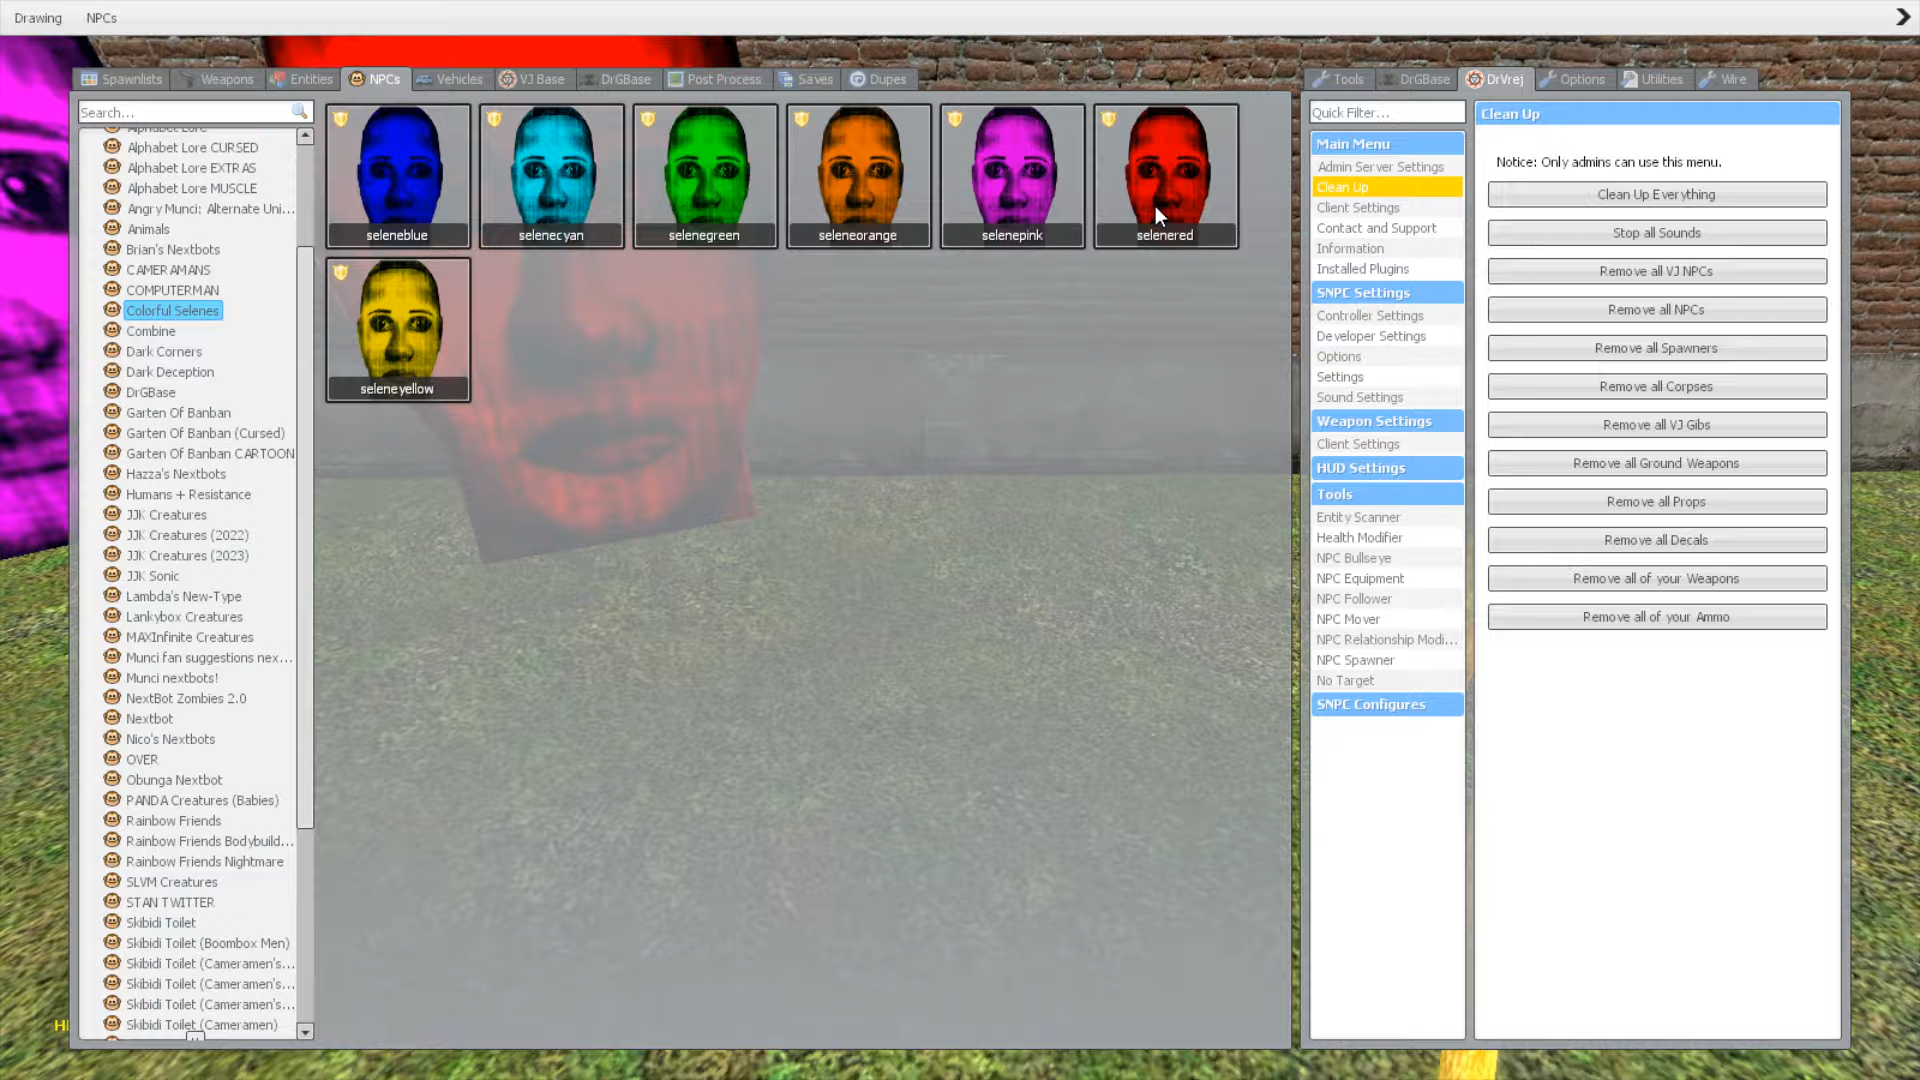 Drawing NPCs
Spawnlists Weapons Entities NPCs Vehicles VJ Base DrGBase Post Process Saves Dupes
Search...
Alphabet Lore
Alphabet Lore CURSED
Alphabet Lore EXTRAS
Alphabet Lore MUSCLE
Angry Munci: Alternate Uni...
Animals
Brian's Nextbots
CAMERAMANS
COMPUTERMAN
Colorful Selenes
Combine
Dark Corners
Dark Deception
DrGBase
Garten Of Banban
Garten Of Banban (Cursed)
Garten Of Banban CARTOON
Hazza's Nextbots
Humans + Resistance
JJK Creatures
JJK Creatures (2022)
JJK Creatures (2023)
JJK Sonic
Lambda's New-Type
Lankybox Creatures
MAXInfinite Creatures
Munci fan suggestions nex...
Munci nextbots!
NextBot Zombies 2.0
Nextbot
Nico's Nextbots
OVER
Obunga Nextbot
PANDA Creatures (Babies)
Rainbow Friends
Rainbow Friends Bodybuild...
Rainbow Friends Nightmare
SLVM Creatures
STAN TWITTER
Skibidi Toilet
Skibidi Toilet (Boombox Men)
Skibidi Toilet (Cameramen's...
Skibidi Toilet (Cameramen's...
Skibidi Toilet (Cameramen's...
Skibidi Toilet (Cameramen)
seleneblue selenecyan selenegreen seleneorange selenepink selenered
seleneyellow
Tools DrGBase DrVrej Options Utilities Wire
Quick Filter...
Main Menu
Admin Server Settings
Clean Up
Client Settings
Contact and Support
Information
Installed Plugins
SNPC Settings
Controller Settings
Developer Settings
Options
Settings
Sound Settings
Weapon Settings
Client Settings
HUD Settings
Tools
Entity Scanner
Health Modifier
NPC Bullseye
NPC Equipment
NPC Follower
NPC Mover
NPC Relationship Modi...
NPC Spawner
No Target
SNPC Configures
Clean Up
Notice: Only admins can use this menu.
Clean Up Everything
Stop all Sounds
Remove all VJ NPCs
Remove all NPCs
Remove all Spawners
Remove all Corpses
Remove all VJ Gibs
Remove all Ground Weapons
Remove all Props
Remove all Decals
Remove all of your Weapons
Remove all of your Ammo